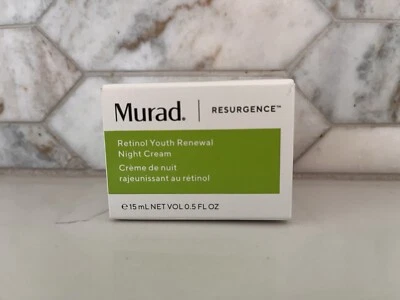 Murad. | RESURGENCE™
Retinol Youth Renewal
Night Cream
Crème de nuit
rajeunissant au rétinol
℮ 15 mL NET VOL 0.5 FL OZ